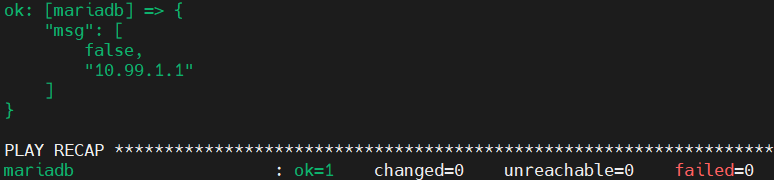 ok: [mariadb] => {
    "msg": [
        false,
        "10.99.1.1"
    ]
}
PLAY RECAP *******************************************************************
mariadb                    : ok=1    changed=0    unreachable=0    failed=0